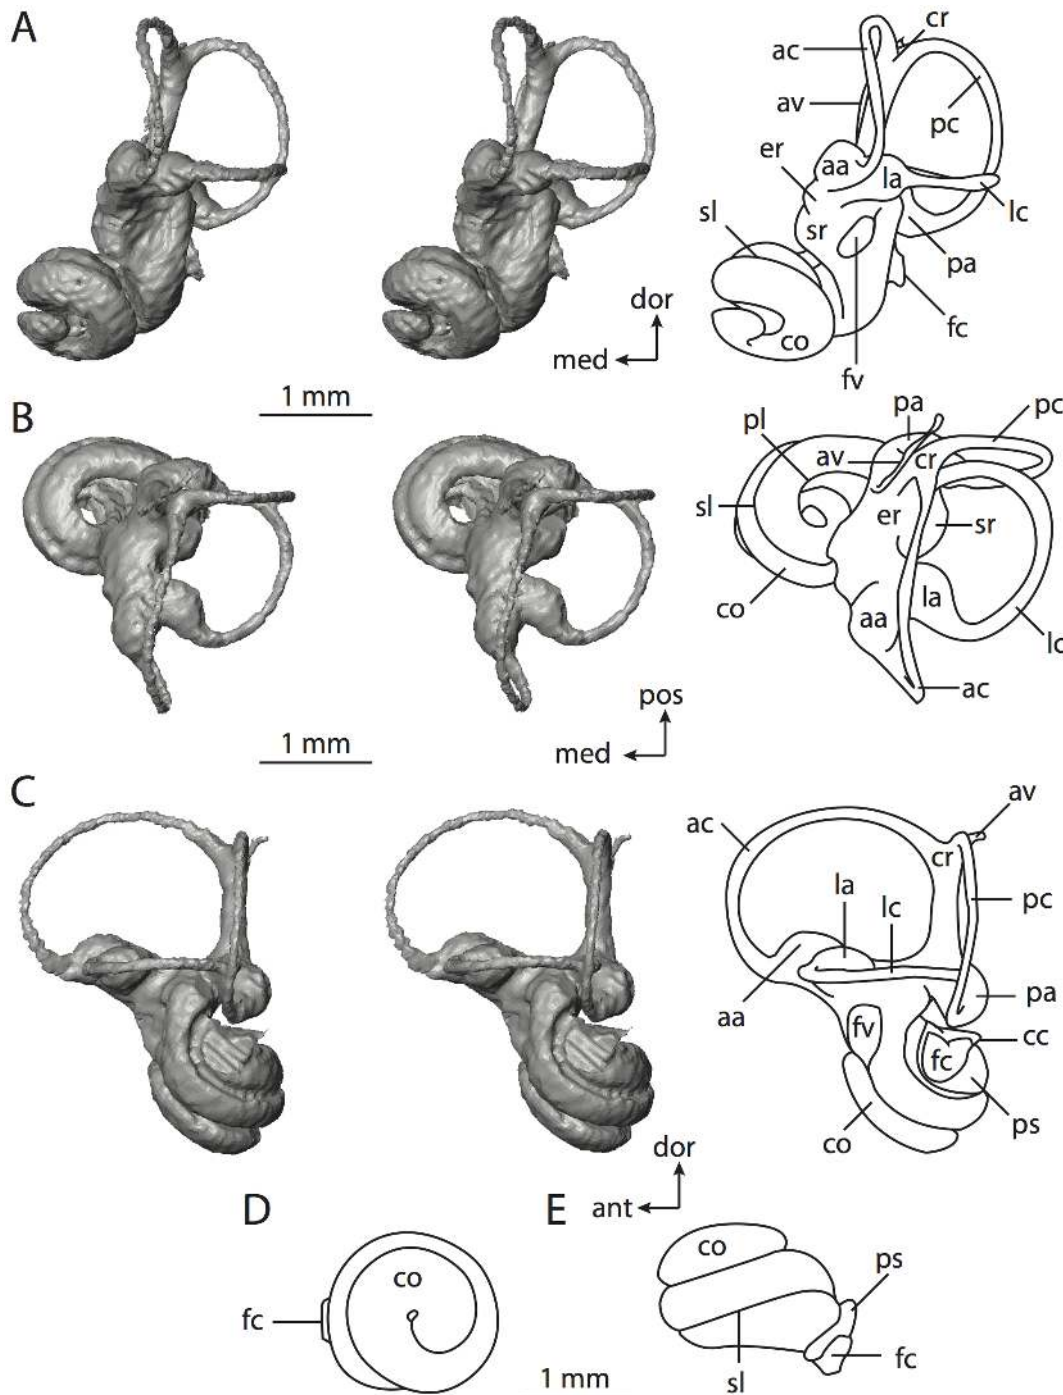 A
cr
ac
av
pc
er
aa
la
lc
sl
sr
pa
dor
med
co
fc
fv
1 mm
B
pa
pc
pl
av
cr
sl
er
sr
co
aa
la
lc
ac
pos
med
1 mm
C
av
ac
cr
la
lc
pc
aa
pa
fv
cc
fc
co
ps
dor
ant
D
E
co
co
ps
fc
fc
1 mm
sl